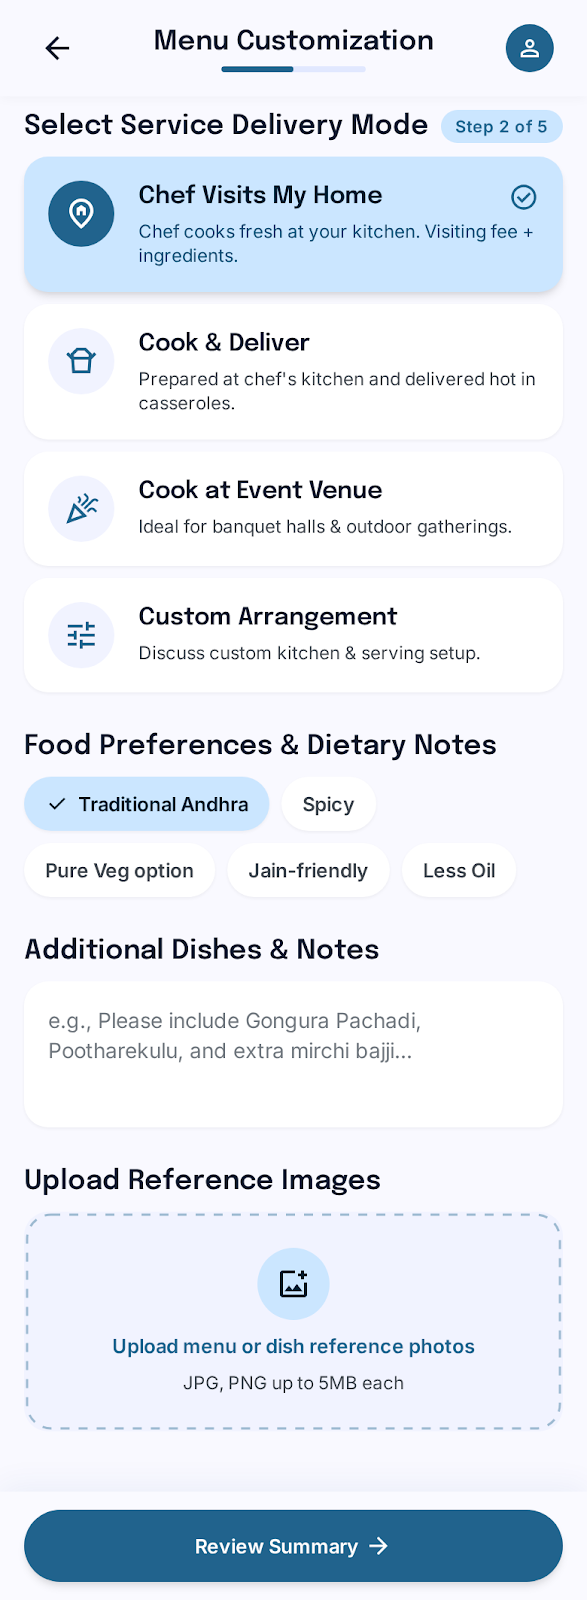 Menu Customization
Select Service Delivery Mode
Step 2 of 5
Chef Visits My Home
Chef cooks fresh at your kitchen. Visiting fee +
ingredients.
Cook & Deliver
Prepared at chef's kitchen and delivered hot in
casseroles.
Cook at Event Venue
Ideal for banquet halls & outdoor gatherings.
Custom Arrangement
Discuss custom kitchen & serving setup.
Food Preferences & Dietary Notes
Traditional Andhra
Spicy
Pure Veg option
Jain-friendly
Less Oil
Additional Dishes & Notes
e.g., Please include Gongura Pachadi,
Pootharekulu, and extra mirchi bajji...
Upload Reference Images
Upload menu or dish reference photos
JPG, PNG up to 5MB each
Review Summary